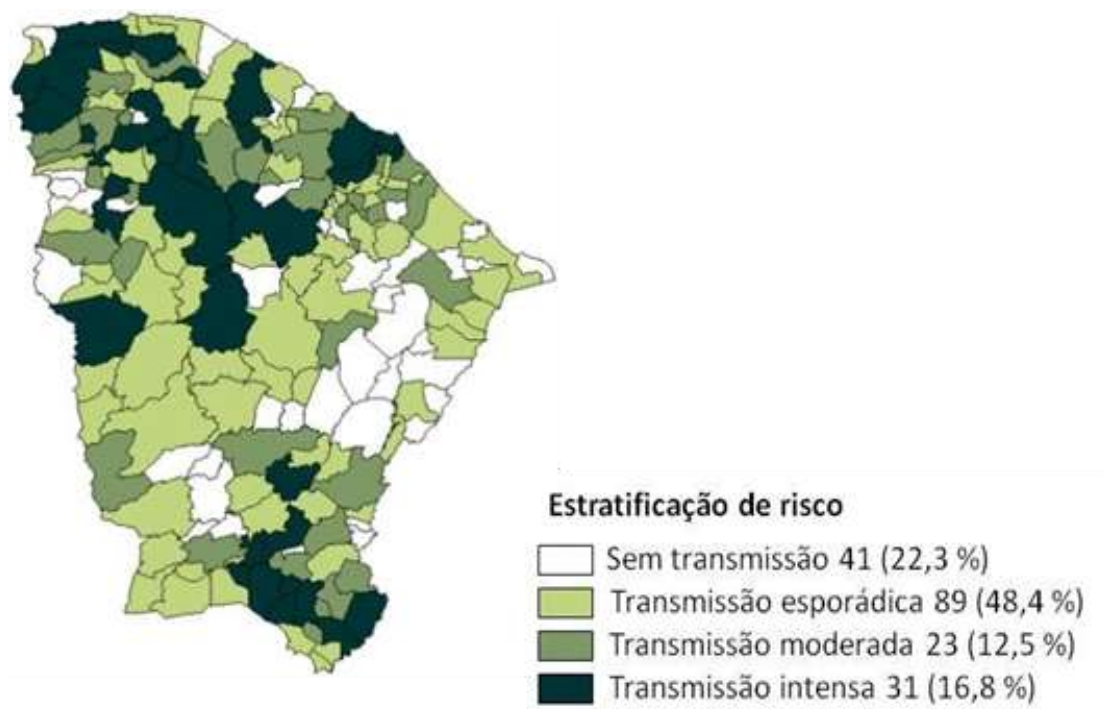 Estratificação de risco
Sem transmissão 41 (22,3 %)
Transmissão esporádica 89 (48,4 %)
Transmissão moderada 23 (12,5 %)
Transmissão intensa 31 (16,8 %)